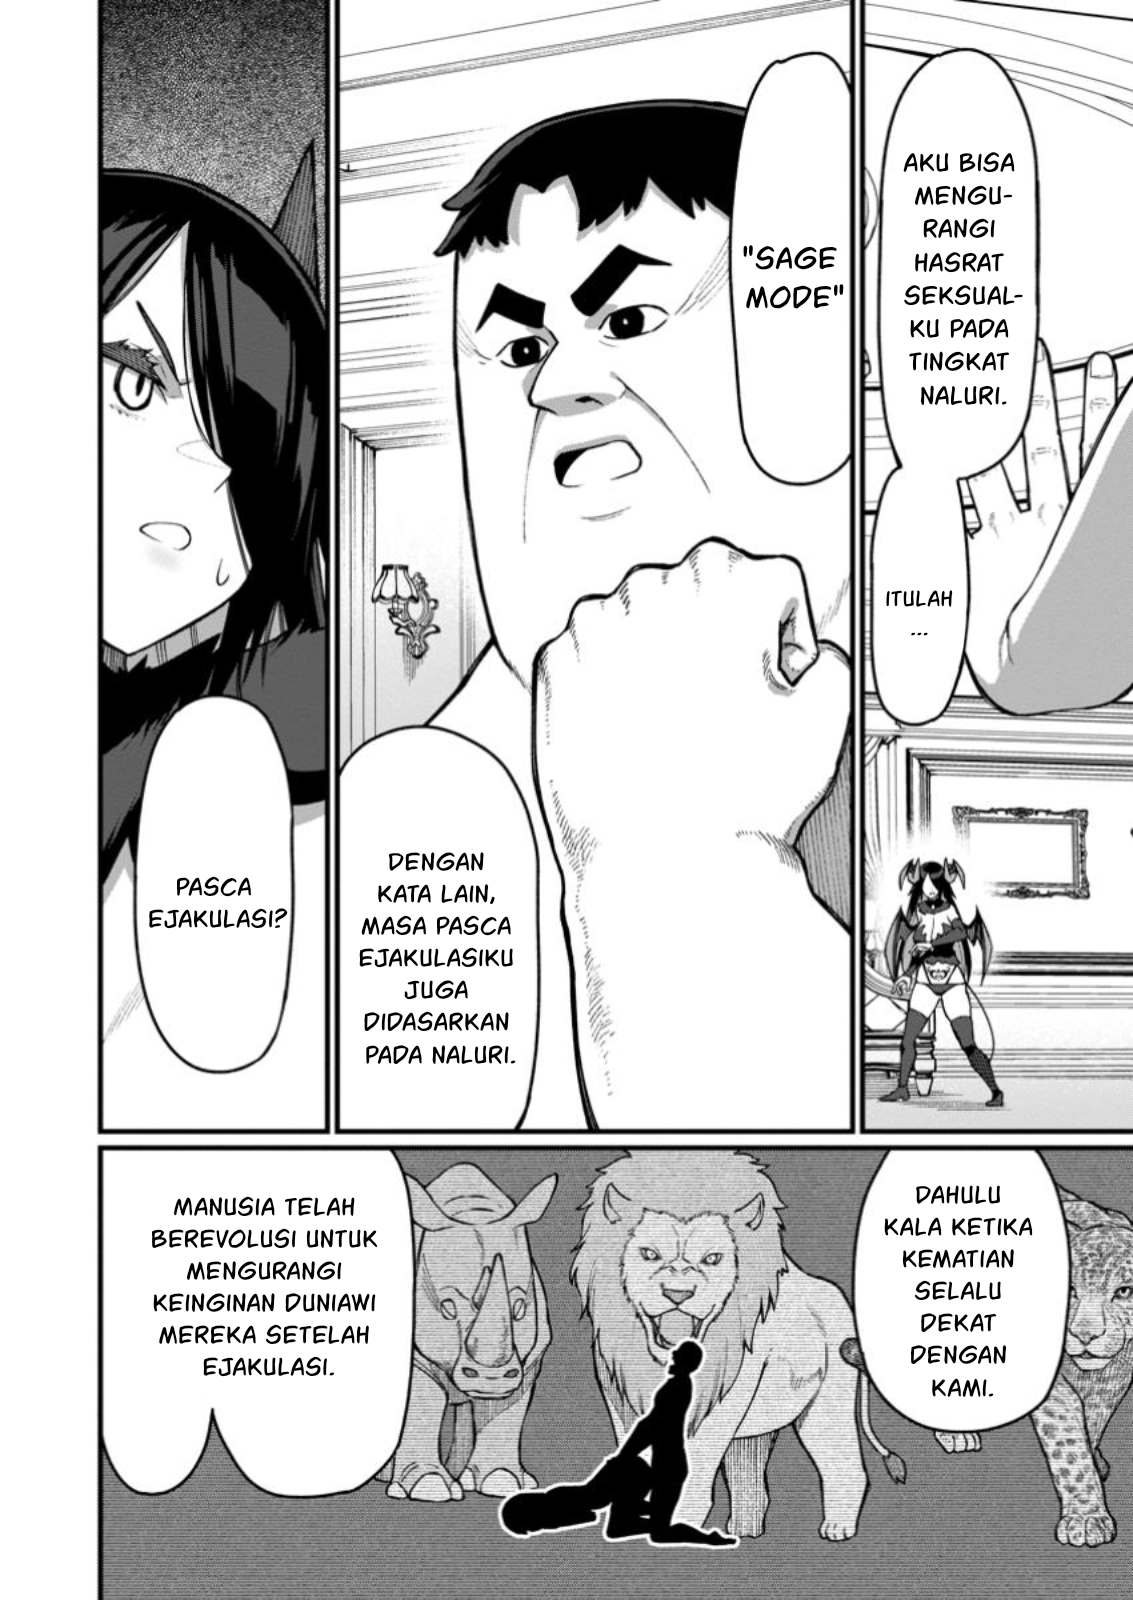 AKU BISA
MENGU-
RANGI
HASRAT
SEKSUAL-
KU PADA
TINGKAT
NALURI.
ITULAH
...
"SAGE
MODE"
DENGAN
KATA LAIN,
MASA PASCA
EJAKULASIKU
JUGA
DIDASARKAN
PADA NALURI.
PASCA
EJAKULASI?
DAHULU
KALA KETIKA
KEMATIAN
SELALU
DEKAT
DENGAN
KAMI.
MANUSIA TELAH
BEREVOLUSI UNTUK
MENGURANGI
KEINGINAN DUNIAWI
MEREKA SETELAH
EJAKULASI.